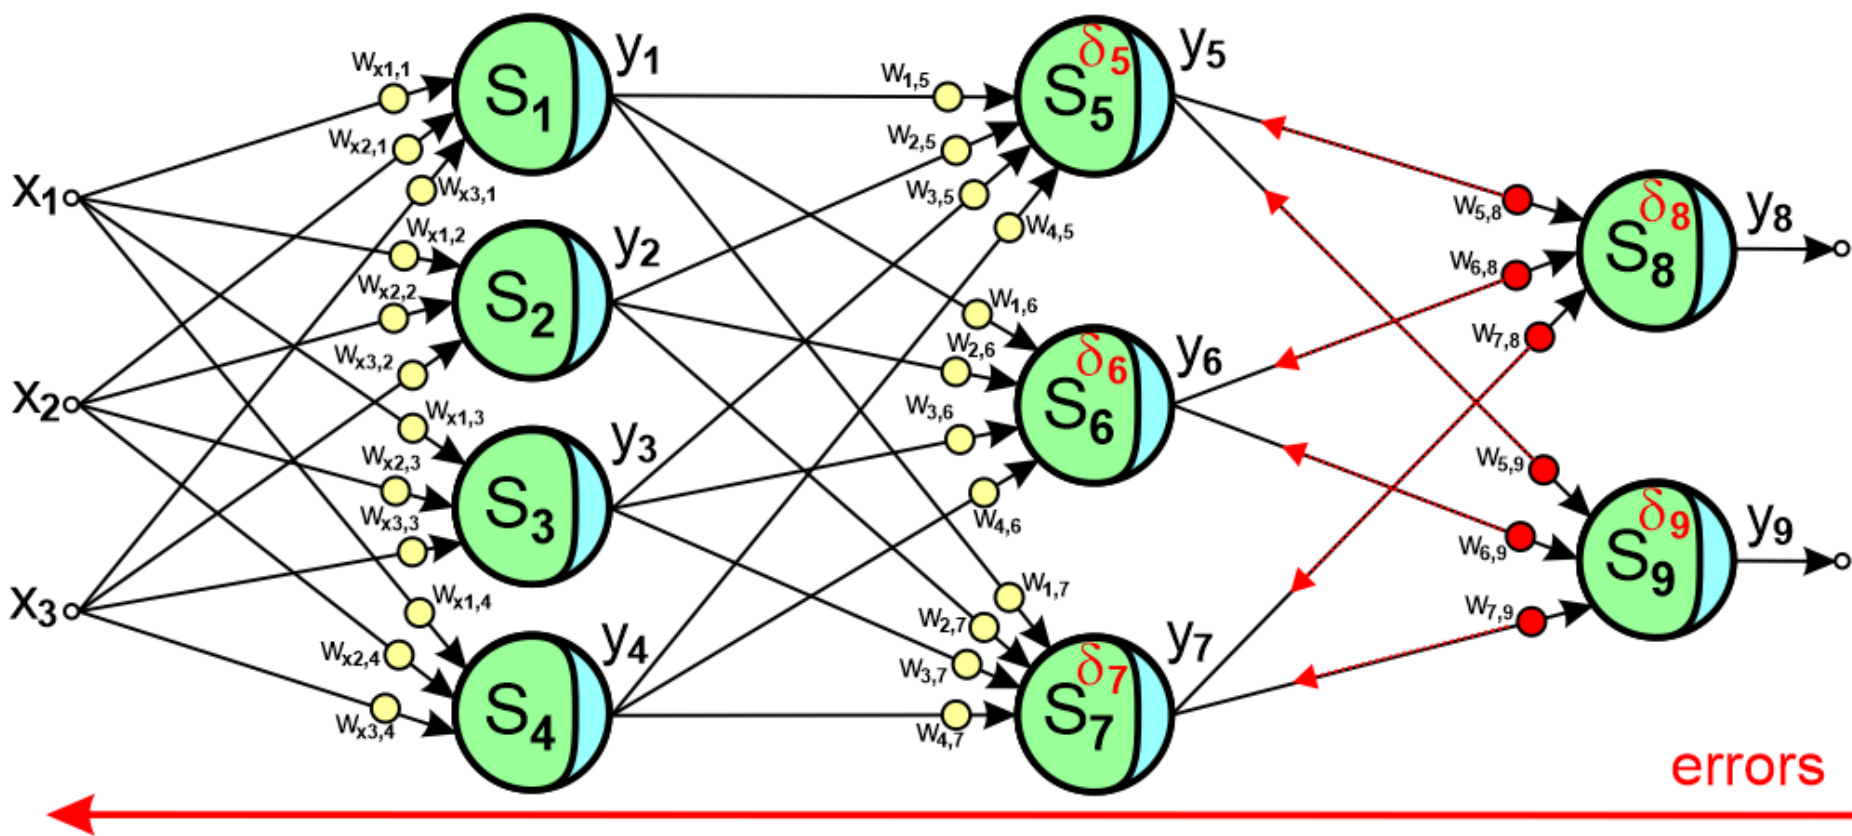 x1
x2
x3
wx1,1
wx2,1
wx3,1
wx1,2
wx2,2
wx3,2
wx1,3
wx2,3
wx3,3
wx1,4
wx2,4
wx3,4
S1
y1
S2
y2
S3
y3
S4
y4
w1,5
w2,5
w3,5
w4,5
w1,6
w2,6
w3,6
w4,6
w1,7
w2,7
w3,7
w4,7
δ5
S5
y5
δ6
S6
y6
δ7
S7
y7
w5,8
w6,8
w7,8
w5,9
w6,9
w7,9
δ8
S8
y8
δ9
S9
y9
errors